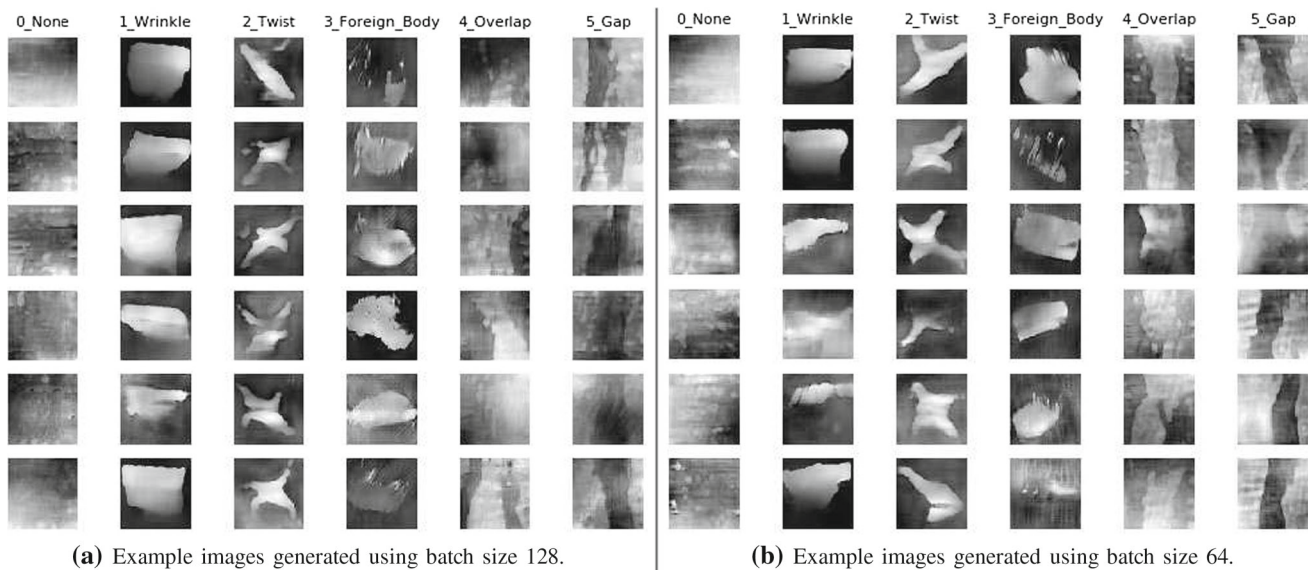 0_None 1_Wrinkle 2_Twist 3_Foreign_Body 4_Overlap 5_Gap
0_None 1_Wrinkle 2_Twist 3_Foreign_Body 4_Overlap 5_Gap
(a) Example images generated using batch size 128.
(b) Example images generated using batch size 64.